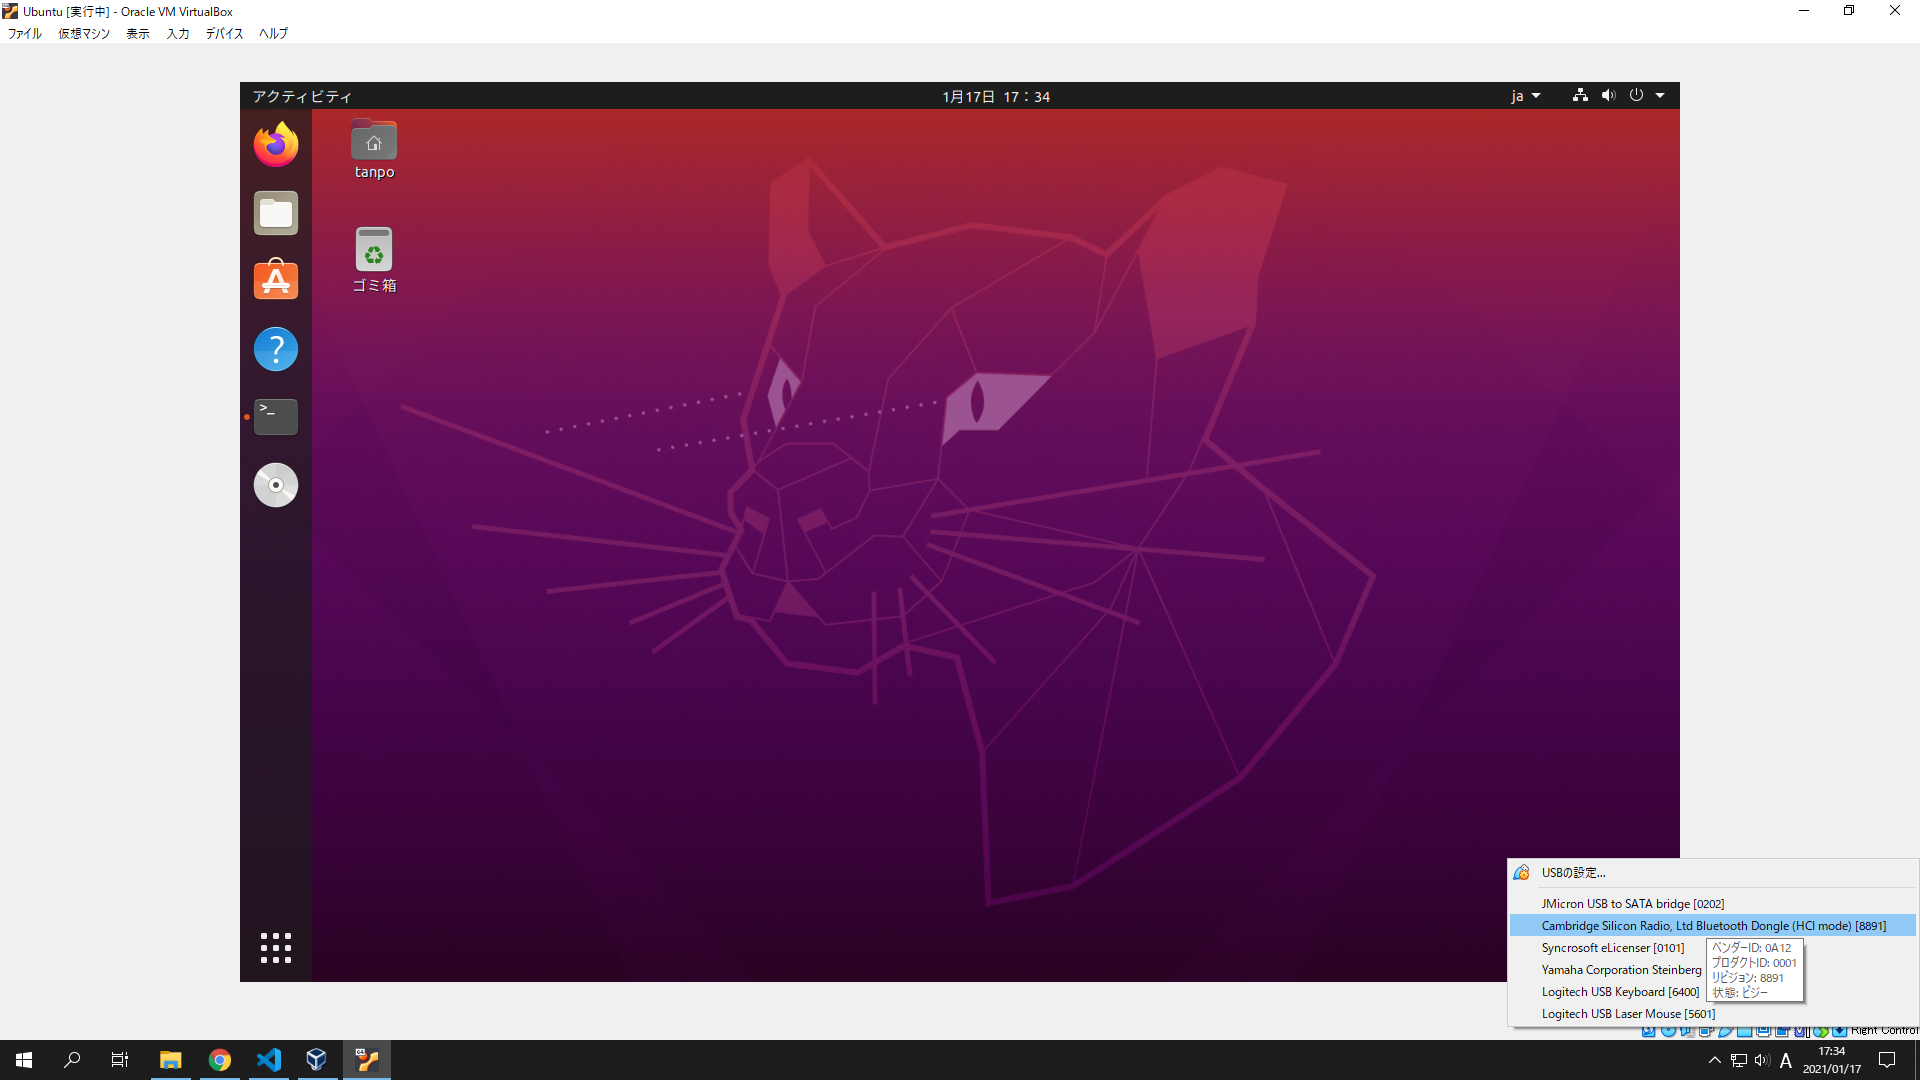 Ubuntu [実行中] - Oracle VM VirtualBox
ファイル 仮想マシン 表示 入力 デバイス ヘルプ
アクティビティ 1月17日 17：34 ja
tanpo
ゴミ箱
>_
USBの設定...
JMicron USB to SATA bridge [0202]
Cambridge Silicon Radio, Ltd Bluetooth Dongle (HCI mode) [8891]
Syncrosoft eLicenser [0101]
Yamaha Corporation Steinberg
Logitech USB Keyboard [6400]
Logitech USB Laser Mouse [5601]
ベンダーID: 0A12
プロダクトID: 0001
リビジョン: 8891
状態: ビジー
Right Control
A 17:34
2021/01/17